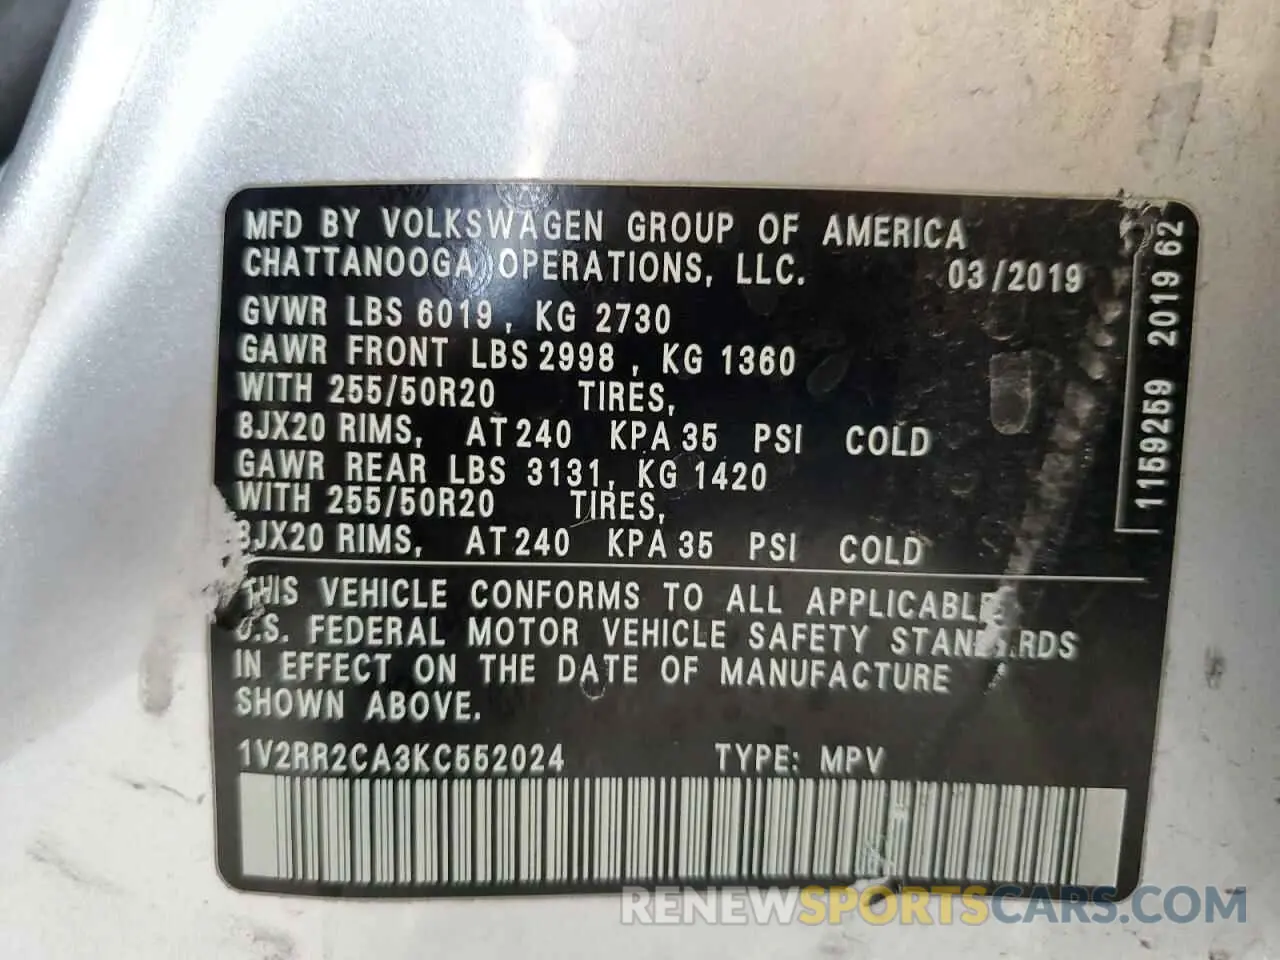 MFD BY VOLKSWAGEN GROUP OF AMERICA
CHATTANOOGA OPERATIONS, LLC. 03/2019
GVWR LBS 6019, KG 2730
GAWR FRONT LBS 2998, KG 1360
WITH 255/50R20 TIRES,
8JX20 RIMS, AT 240 KPA 35 PSI COLD
GAWR REAR LBS 3131, KG 1420
WITH 255/50R20 TIRES,
8JX20 RIMS, AT 240 KPA 35 PSI COLD
THIS VEHICLE CONFORMS TO ALL APPLICABLE
U.S. FEDERAL MOTOR VEHICLE SAFETY STANDARDS
IN EFFECT ON THE DATE OF MANUFACTURE
SHOWN ABOVE.
1V2RR2CA3KC552024 TYPE: MPV
1159259 2019 62
RENEWSPORTSCARS.COM